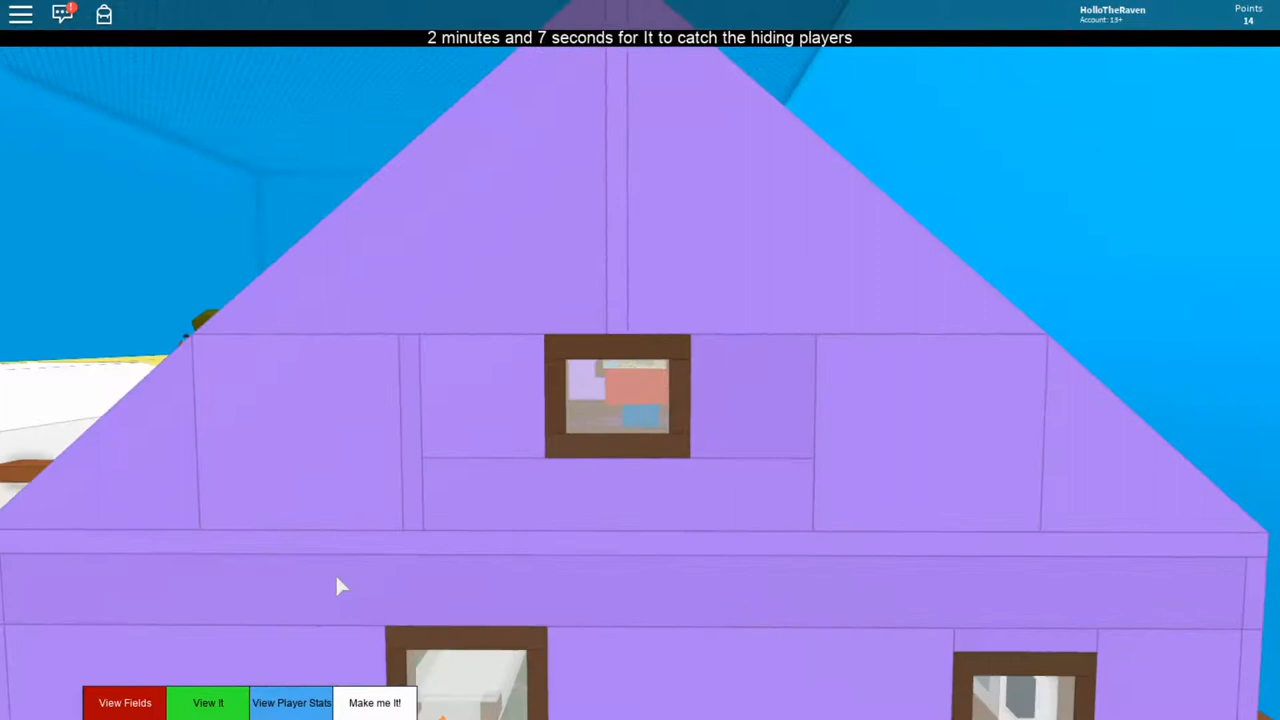 HolloTheRaven
Account: 13+
Points
14
2 minutes and 7 seconds for It to catch the hiding players
View Fields
View It
View Player Stats
Make me It!